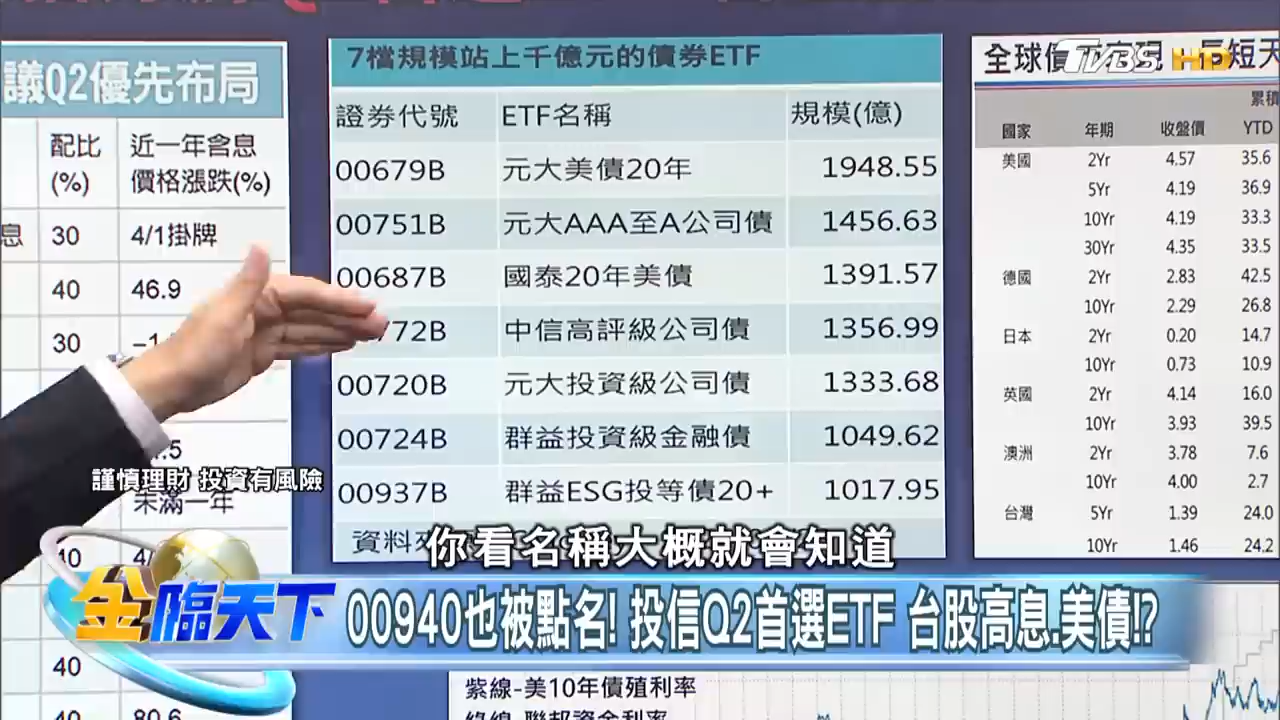 議Q2優先布局
配比
(%)
近一年含息
價格漲跌(%)
息 30 4/1掛牌
40 46.9
30
未滿一年
40
40 80.6
7檔規模站上千億元的債券ETF
證券代號 ETF名稱 規模(億)
00679B 元大美債20年 1948.55
00751B 元大AAA至A公司債 1456.63
00687B 國泰20年美債 1391.57
772B 中信高評級公司債 1356.99
00720B 元大投資級公司債 1333.68
00724B 群益投資級金融債 1049.62
00937B 群益ESG投等債20+ 1017.95
資料
全球債
TVBS HD
國家 年期 收盤價 YTD
累積
美國 2Yr 4.57 35.6
5Yr 4.19 36.9
10Yr 4.19 33.3
30Yr 4.35 33.5
德國 2Yr 2.83 42.5
10Yr 2.29 26.8
日本 2Yr 0.20 14.7
10Yr 0.73 10.9
英國 2Yr 4.14 16.0
10Yr 3.93 39.5
澳洲 2Yr 3.78 7.6
10Yr 4.00 2.7
台灣 5Yr 1.39 24.0
10Yr 1.46 24.2
謹慎理財 投資有風險
你看名稱大概就會知道
金臨天下
00940也被點名! 投信Q2首選ETF 台股高息.美債!?
紫線-美10年債殖利率
綠線-聯邦資金利率